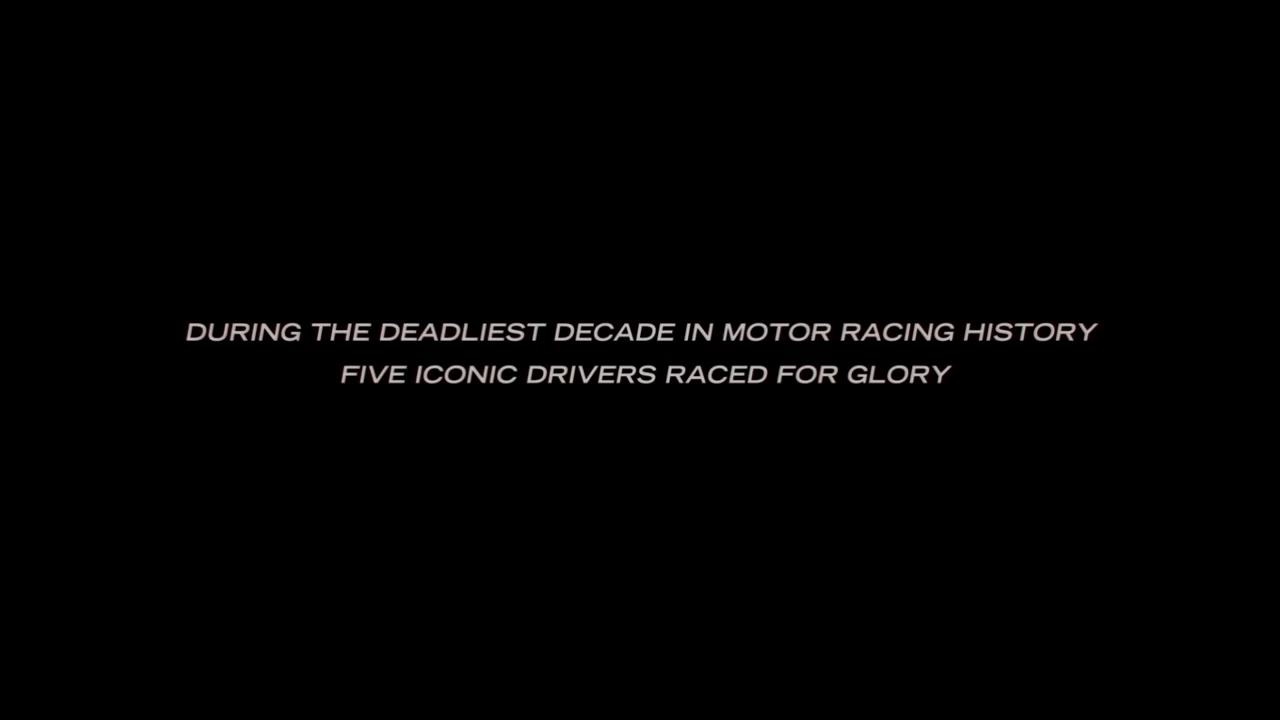 DURING THE DEADLIEST DECADE IN MOTOR RACING HISTORY
FIVE ICONIC DRIVERS RACED FOR GLORY